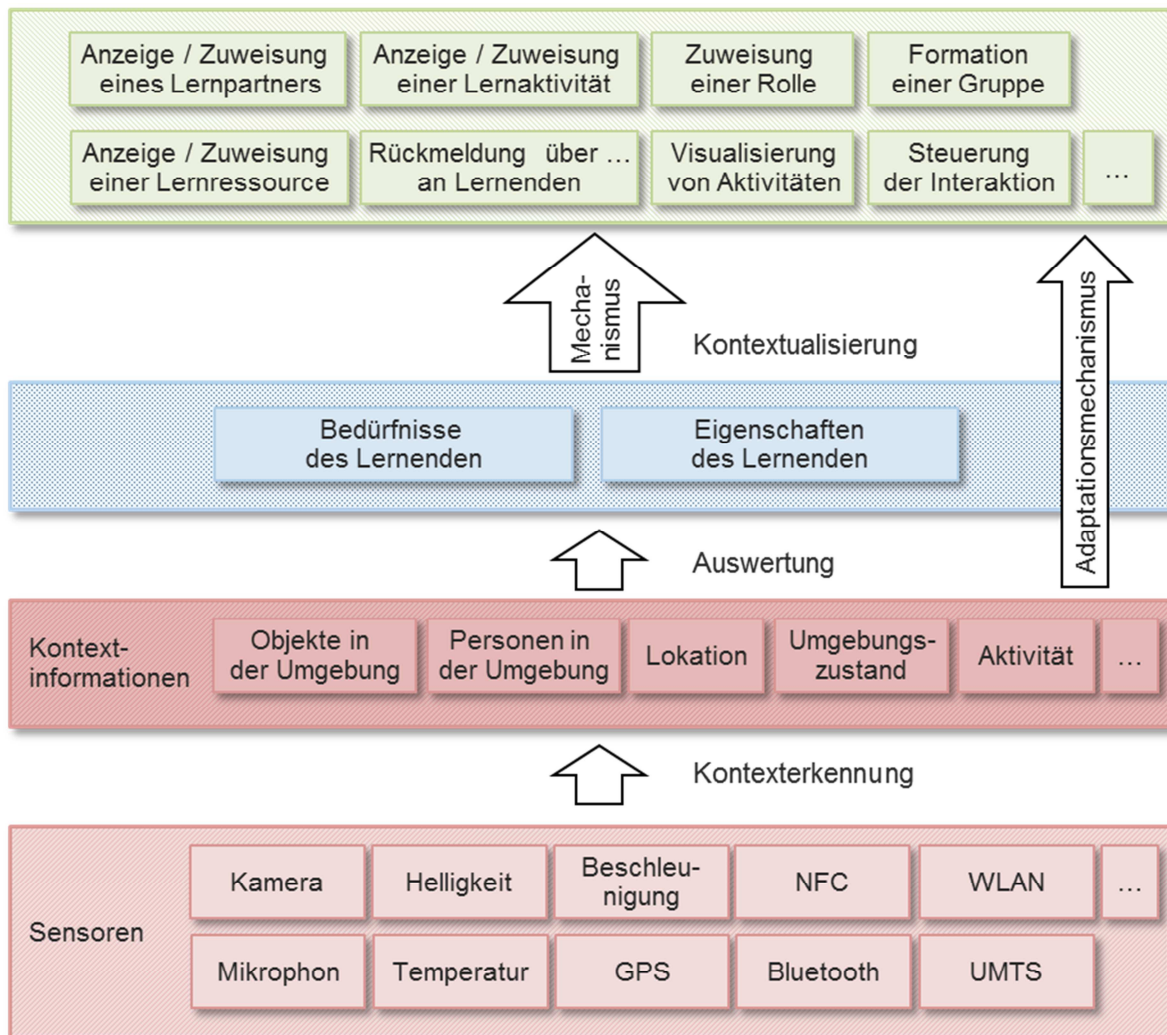 Anzeige / Zuweisung
eines Lernpartners
Anzeige / Zuweisung
einer Lernaktivität
Zuweisung
einer Rolle
Formation
einer Gruppe
Anzeige / Zuweisung
einer Lernressource
Rückmeldung über …
an Lernenden
Visualisierung
von Aktivitäten
Steuerung
der Interaktion
…
Mecha-
nismus
Kontextualisierung
Adaptationsmechanismus
Bedürfnisse
des Lernenden
Eigenschaften
des Lernenden
Auswertung
Kontext-
informationen
Objekte in
der Umgebung
Personen in
der Umgebung
Lokation
Umgebungs-
zustand
Aktivität
…
Kontexterkennung
Sensoren
Kamera
Helligkeit
Beschleu-
nigung
NFC
WLAN
…
Mikrophon
Temperatur
GPS
Bluetooth
UMTS